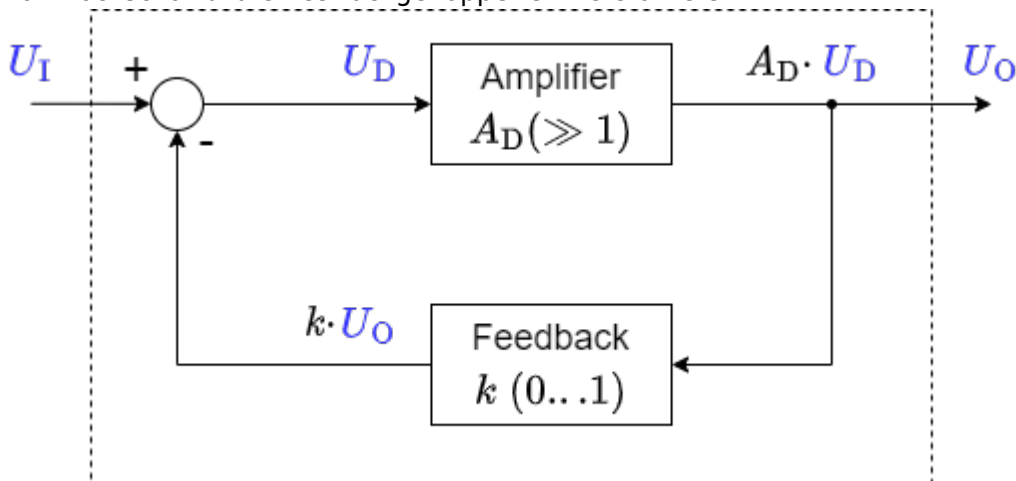 U_I
+
U_D
Amplifier
A_D(≫ 1)
A_D· U_D
U_O
-
k·U_O
Feedback
k (0...1)